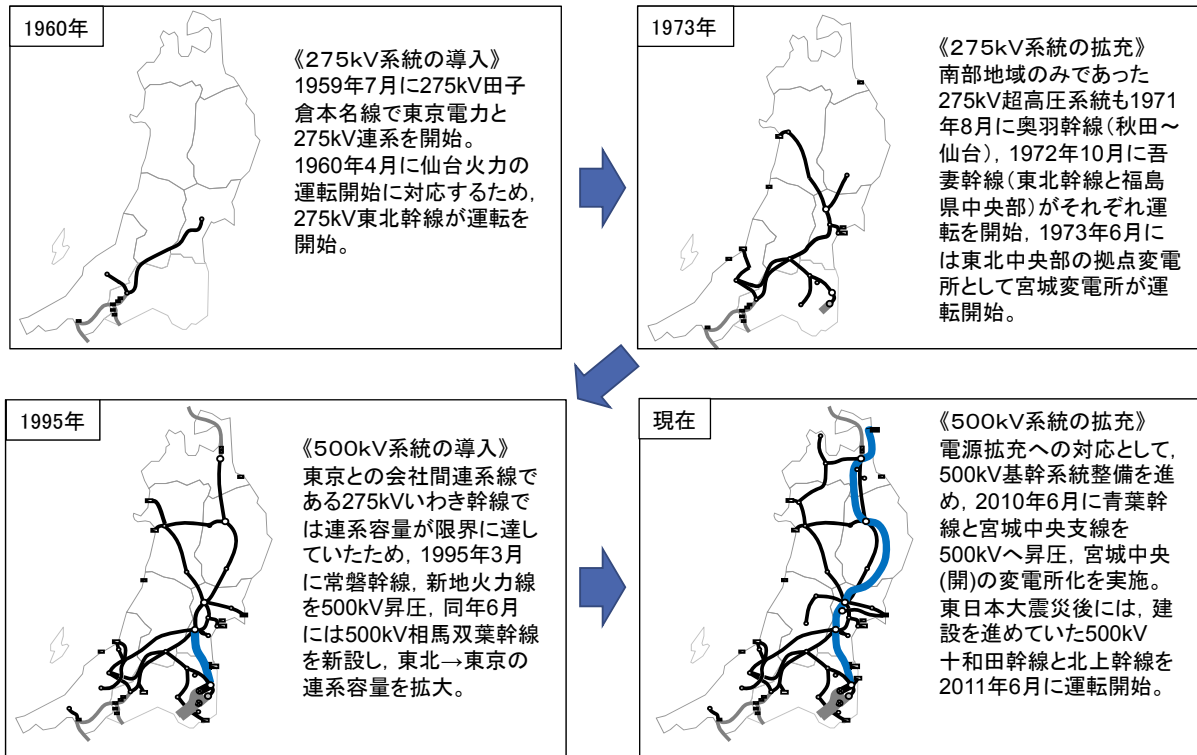 1960年
《275kV系統の導入》
1959年7月に275kV田子
倉本名線で東京電力と
275kV連系を開始。
1960年4月に仙台火力の
運転開始に対応するため,
275kV東北幹線が運転を
開始。
1973年
《275kV系統の拡充》
南部地域のみであった
275kV超高圧系統も1971
年8月に奥羽幹線(秋田～
仙台), 1972年10月に吾
妻幹線(東北幹線と福島
県中央部)がそれぞれ運
転を開始, 1973年6月に
は東北中央部の拠点変電
所として宮城変電所が運
転開始。
1995年
《500kV系統の導入》
東京との会社間連系線で
ある275kVいわき幹線で
は連系容量が限界に達し
ていたため, 1995年3月
に常磐幹線, 新地火力線
を500kV昇圧, 同年6月
には500kV相馬双葉幹線
を新設し, 東北→東京の
連系容量を拡大。
現在
《500kV系統の拡充》
電源拡充への対応として,
500kV基幹系統整備を進
め, 2010年6月に青葉幹
線と宮城中央支線を
500kVへ昇圧, 宮城中央
(開)の変電所化を実施。
東日本大震災後には, 建
設を進めていた500kV
十和田幹線と北上幹線を
2011年6月に運転開始。